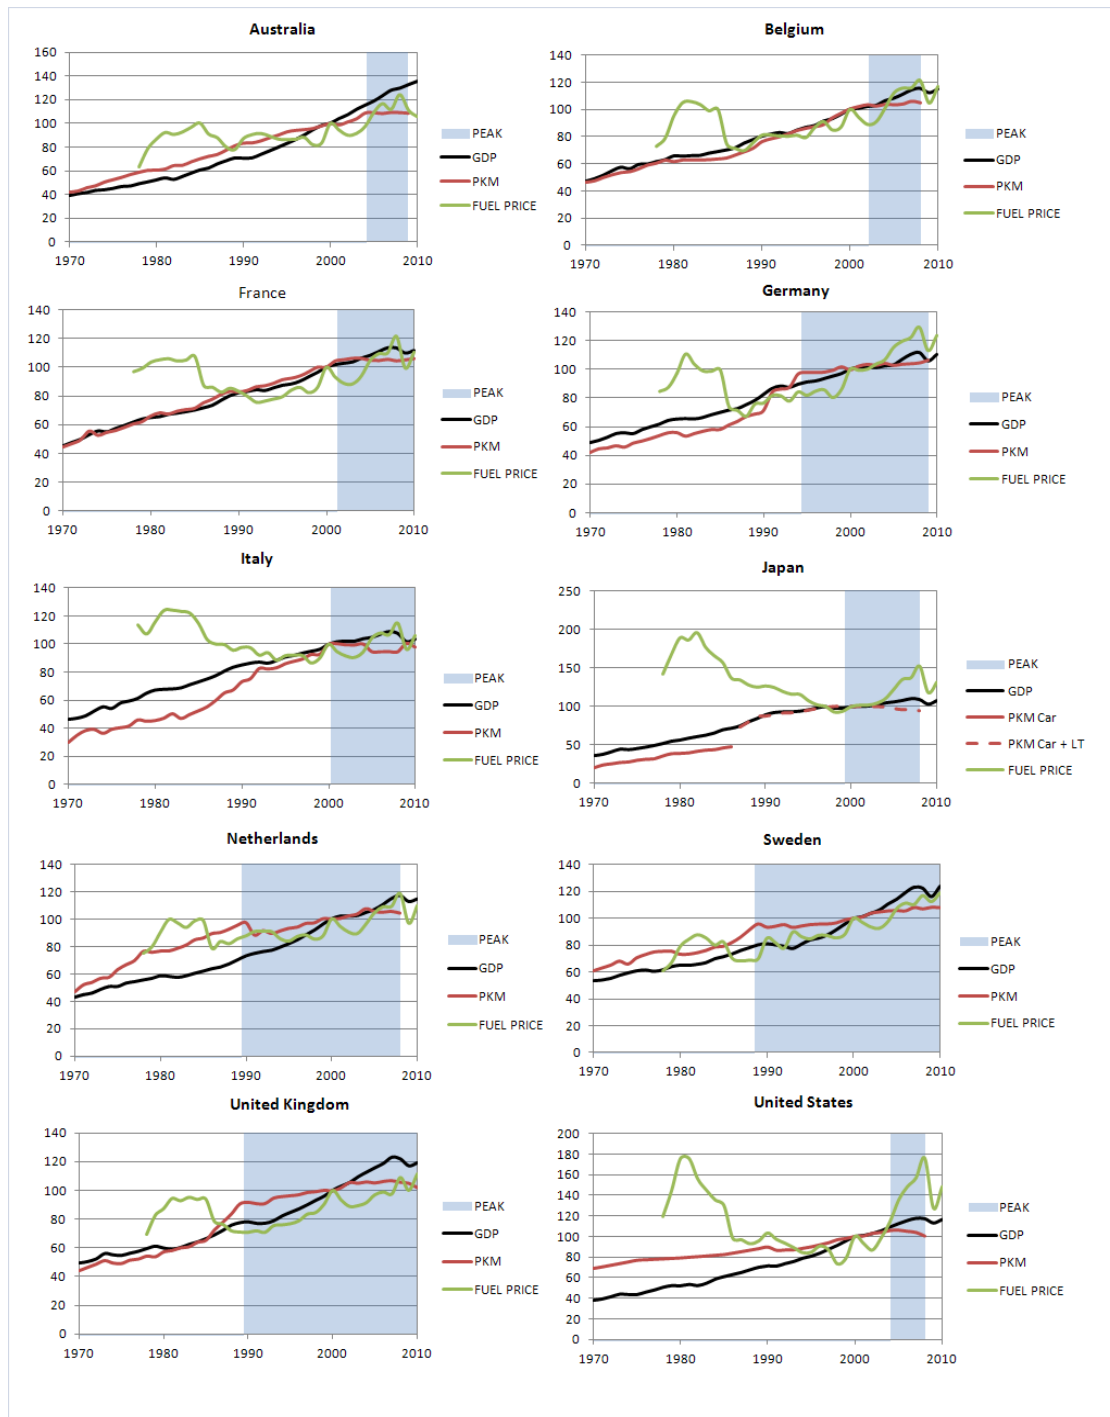 Australia
160
140
120
100
80
60
40
20
0
1970 1980 1990 2000 2010
PEAK
GDP
PKM
FUEL PRICE
Belgium
140
120
100
80
60
40
20
0
1970 1980 1990 2000 2010
PEAK
GDP
PKM
FUEL PRICE
France
140
120
100
80
60
40
20
0
1970 1980 1990 2000 2010
PEAK
GDP
PKM
FUEL PRICE
Germany
140
120
100
80
60
40
20
0
1970 1980 1990 2000 2010
PEAK
GDP
PKM
FUEL PRICE
Italy
140
120
100
80
60
40
20
0
1970 1980 1990 2000 2010
PEAK
GDP
PKM
FUEL PRICE
Japan
250
200
150
100
50
0
1970 1980 1990 2000 2010
PEAK
GDP
PKM Car
PKM Car + LT
FUEL PRICE
Netherlands
140
120
100
80
60
40
20
0
1970 1980 1990 2000 2010
PEAK
GDP
PKM
FUEL PRICE
Sweden
140
120
100
80
60
40
20
0
1970 1980 1990 2000 2010
PEAK
GDP
PKM
FUEL PRICE
United Kingdom
140
120
100
80
60
40
20
0
1970 1980 1990 2000 2010
PEAK
GDP
PKM
FUEL PRICE
United States
200
180
160
140
120
100
80
60
40
20
0
1970 1980 1990 2000 2010
PEAK
GDP
PKM
FUEL PRICE